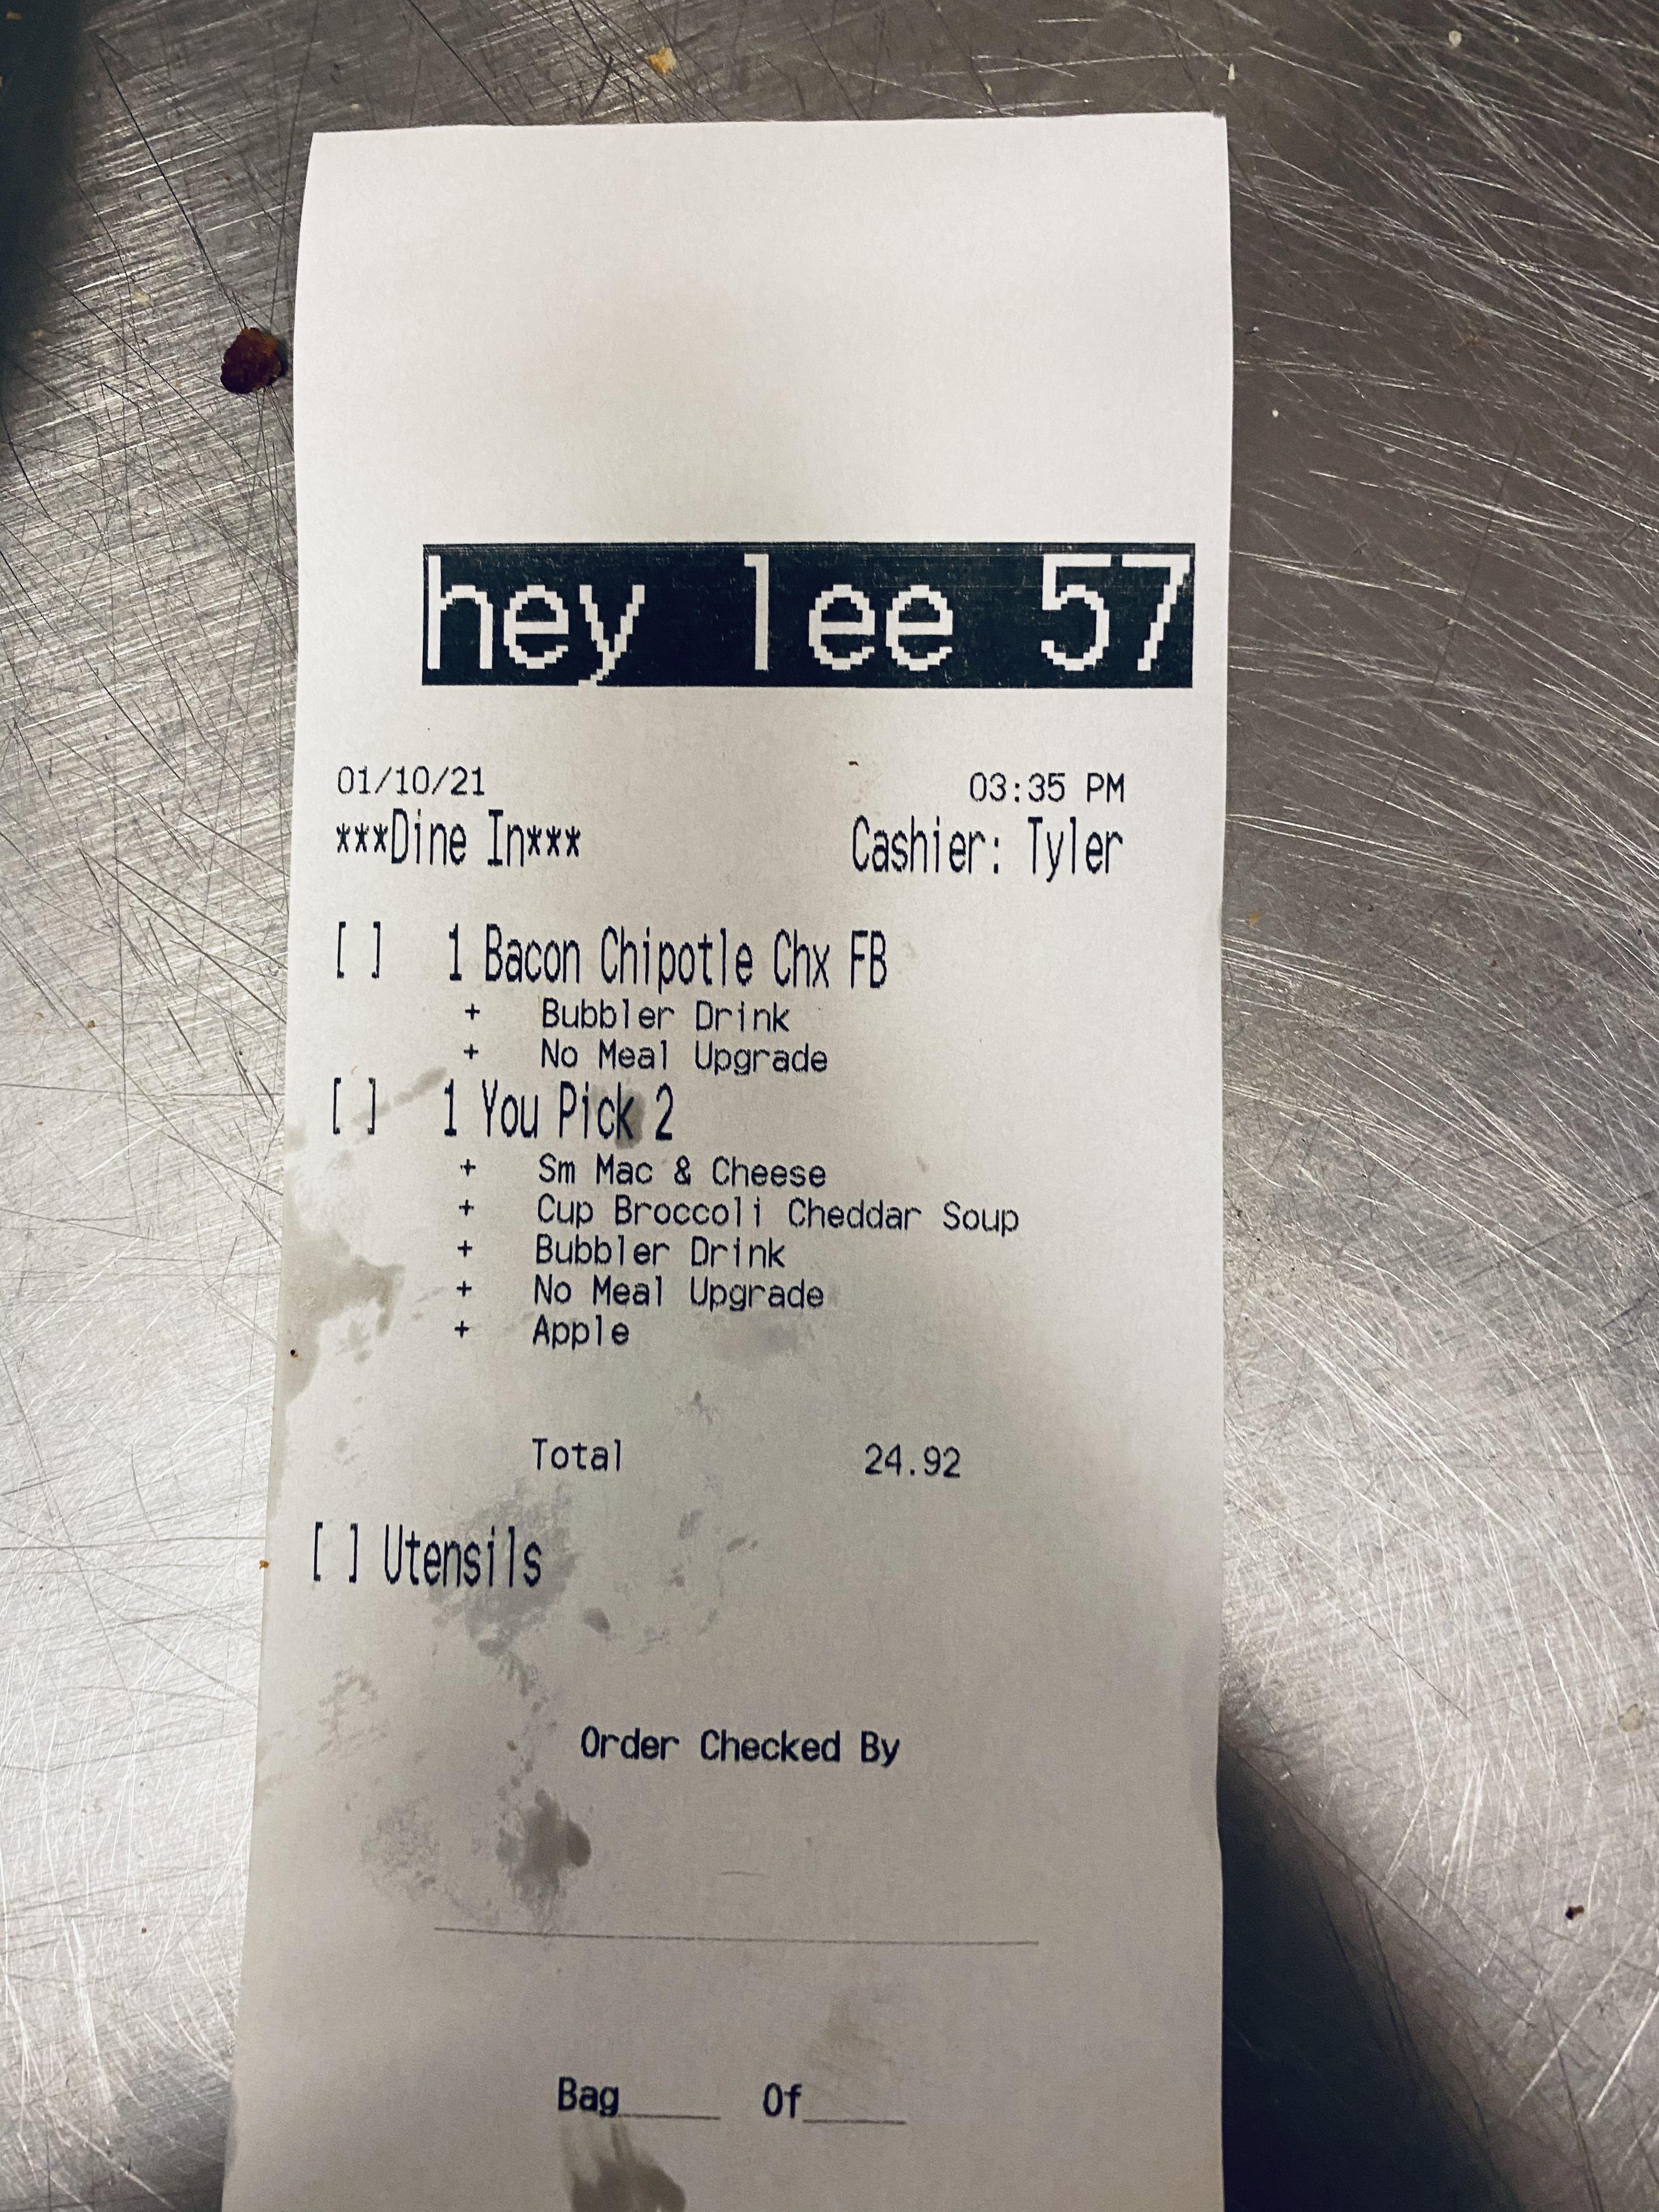 hey lee 57
01/10/21 03:35 PM
***Dine In*** Cashier: Tyler
[ ] 1 Bacon Chipotle Chx FB
+ Bubbler Drink
+ No Meal Upgrade
[ ] 1 You Pick 2
+ Sm Mac & Cheese
+ Cup Broccoli Cheddar Soup
+ Bubbler Drink
+ No Meal Upgrade
+ Apple
Total 24.92
[ ] Utensils
Order Checked By
Bag_____ Of_____